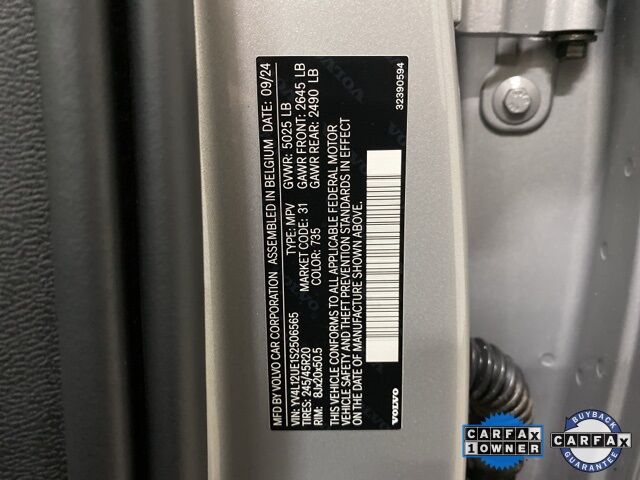 MFD BY VOLVO CAR CORPORATION ASSEMBLED IN BELGIUM DATE: 09/24
VIN: YV4L12UE1S2506565 TYPE: MPV GVWR: 5025 LB
TIRES: 245/45R20 MARKET CODE: 31 GAWR FRONT: 2645 LB
RIM: 8Jx20x50.5 COLOR: 735 GAWR REAR: 2490 LB
THIS VEHICLE CONFORMS TO ALL APPLICABLE FEDERAL MOTOR
VEHICLE SAFETY AND THEFT PREVENTION STANDARDS IN EFFECT
ON THE DATE OF MANUFACTURE SHOWN ABOVE.
VOLVO 32390594
CARFAX
1 OWNER
BUYBACK
CARFAX
GUARANTEE